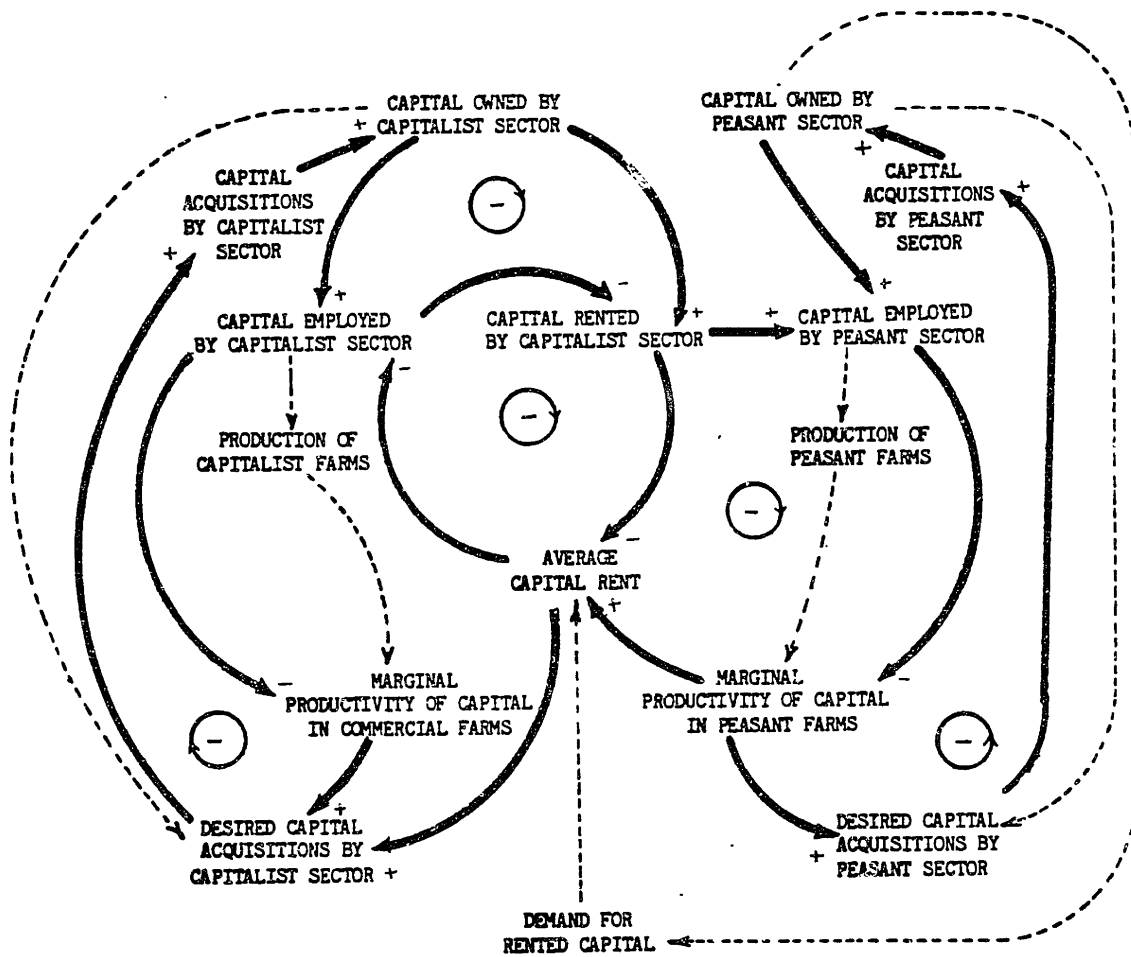 CAPITAL OWNED BY
CAPITALIST SECTOR
+
CAPITAL OWNED BY
PEASANT SECTOR
+
CAPITAL
ACQUISITIONS
BY CAPITALIST
SECTOR
+
CAPITAL
ACQUISITIONS
BY PEASANT
SECTOR
+
-
+
CAPITAL EMPLOYED
BY CAPITALIST SECTOR
-
-
CAPITAL RENTED
BY CAPITALIST SECTOR
+
+
+
CAPITAL EMPLOYED
BY PEASANT SECTOR
-
PRODUCTION OF
CAPITALIST FARMS
PRODUCTION OF
PEASANT FARMS
-
-
AVERAGE
CAPITAL RENT
+
-
MARGINAL
PRODUCTIVITY OF CAPITAL
IN COMMERCIAL FARMS
-
MARGINAL
PRODUCTIVITY OF CAPITAL
IN PEASANT FARMS
-
-
+
DESIRED CAPITAL
ACQUISITIONS BY
CAPITALIST SECTOR +
DESIRED CAPITAL
+ ACQUISITIONS BY
PEASANT SECTOR
DEMAND FOR
RENTED CAPITAL